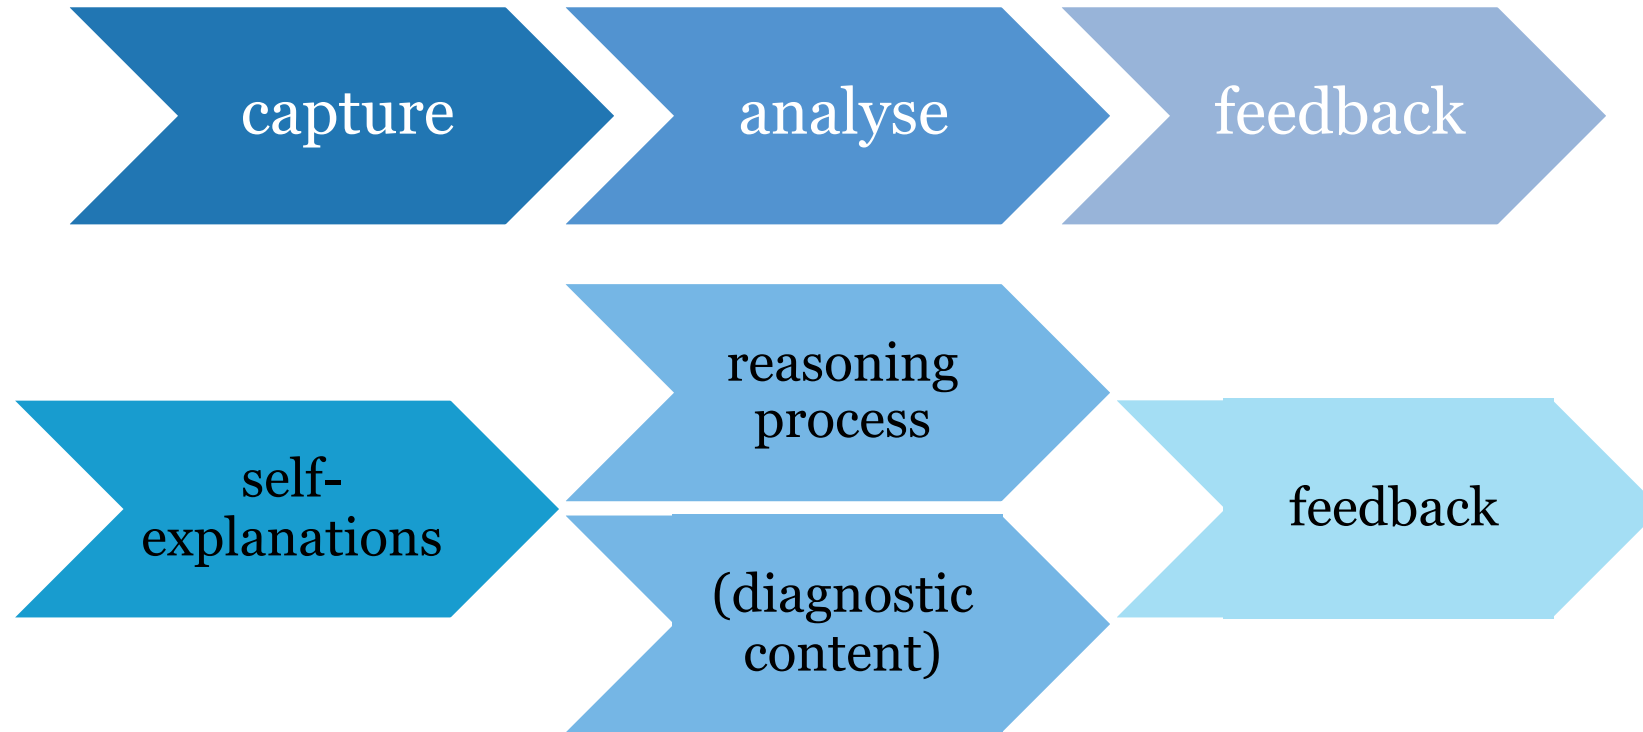 capture
analyse
feedback
reasoning
process
self-
explanations
feedback
(diagnostic
content)